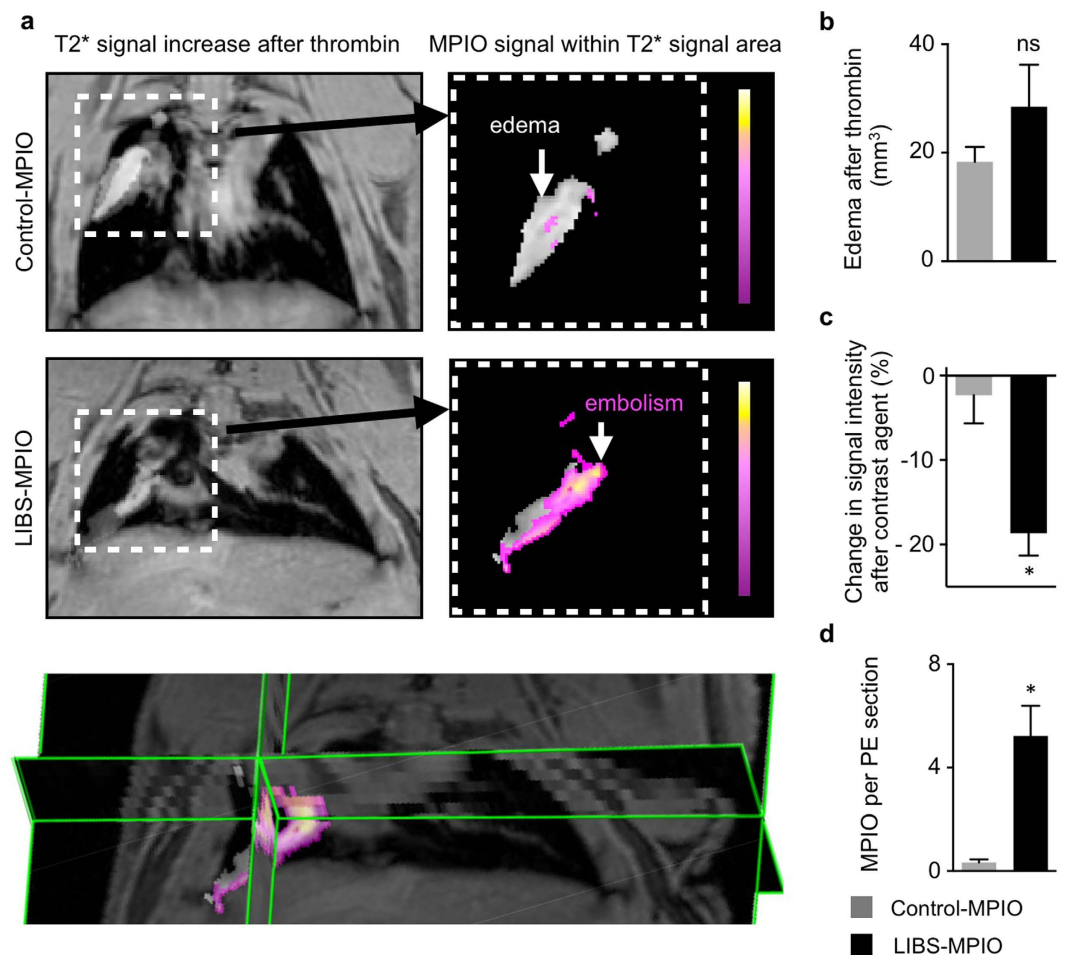 a
T2* signal increase after thrombin
MPIO signal within T2* signal area
Control-MPIO
edema
LIBS-MPIO
embolism
b
Edema after thrombin
(mm³)
40
20
0
ns
c
Change in signal intensity
after contrast agent (%)
0
-10
- 20
*
d
MPIO per PE section
8
4
0
*
Control-MPIO
LIBS-MPIO